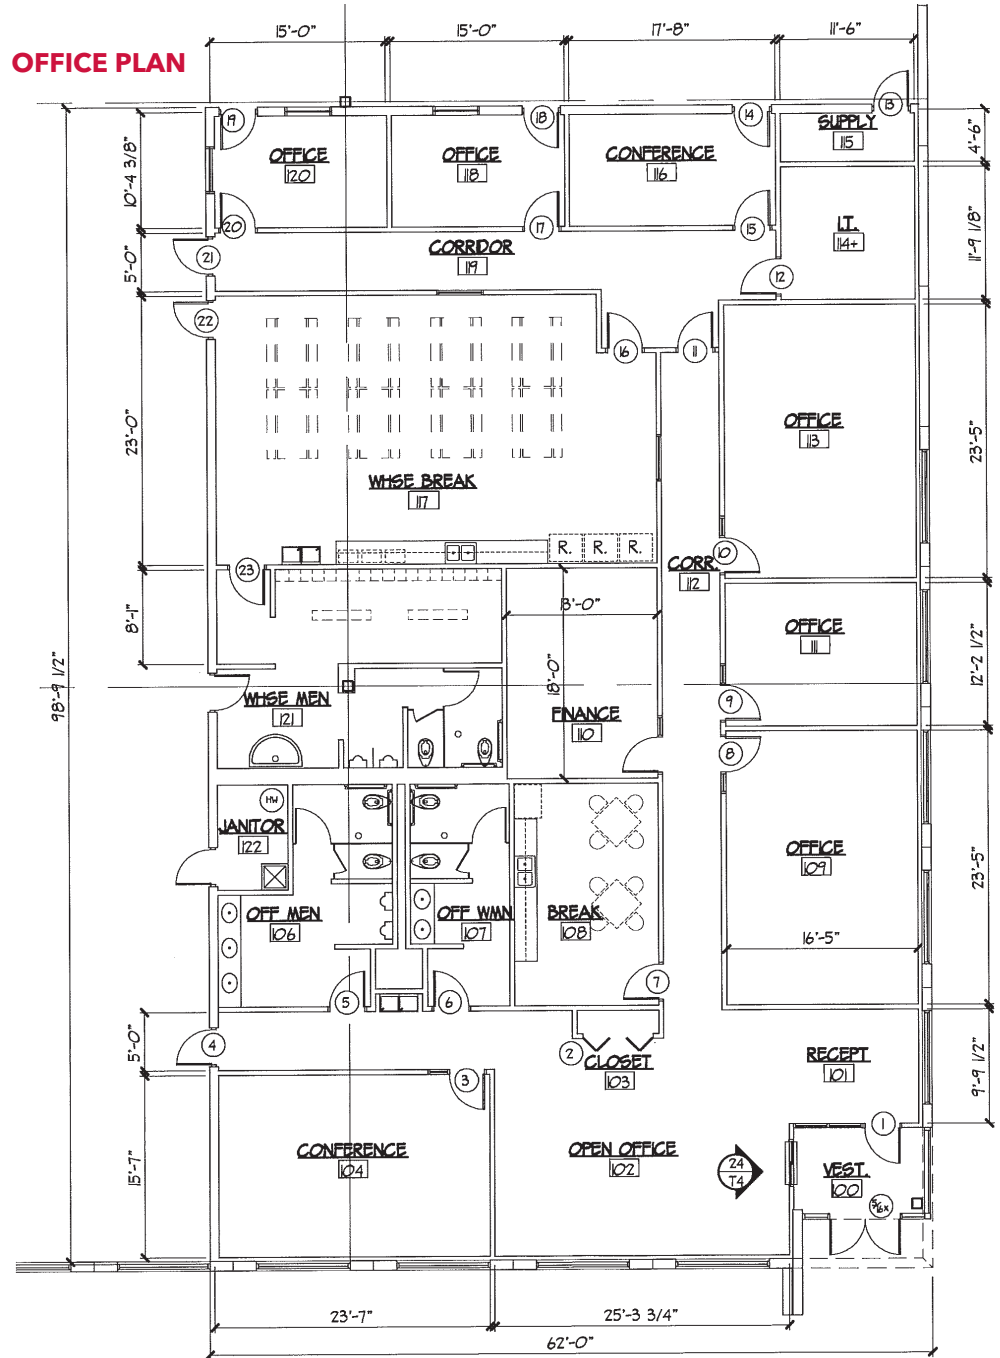 15'-0"
15'-0"
17'-8"
11'-6"
OFFICE PLAN
19
18
14
13
SUPPLY
115
4'-6"
10'-4 3/8"
OFFICE
120
OFFICE
118
CONFERENCE
116
20
17
15
I.T.
114+
11'-9 1/8"
5'-0"
21
CORRIDOR
119
12
22
16
11
23'-0"
OFFICE
113
23'-5"
WHSE BREAK
117
R.
R.
R.
10
CORR.
112
23
8'-1"
13'-0"
OFFICE
111
12'-2 1/2"
98'-9 1/2"
18'-0"
WHSE MEN
121
FINANCE
110
9
8
HW
JANITOR
122
OFFICE
109
23'-5"
OFF MEN
106
OFF WMN
107
BREAK
108
16'-5"
7
5
6
5'-0"
4
2
CLOSET
103
RECEPT
101
9'-9 1/2"
3
1
CONFERENCE
104
OPEN OFFICE
102
24
T4
VEST.
100
15'-7"
23'-7"
25'-3 3/4"
62'-0"